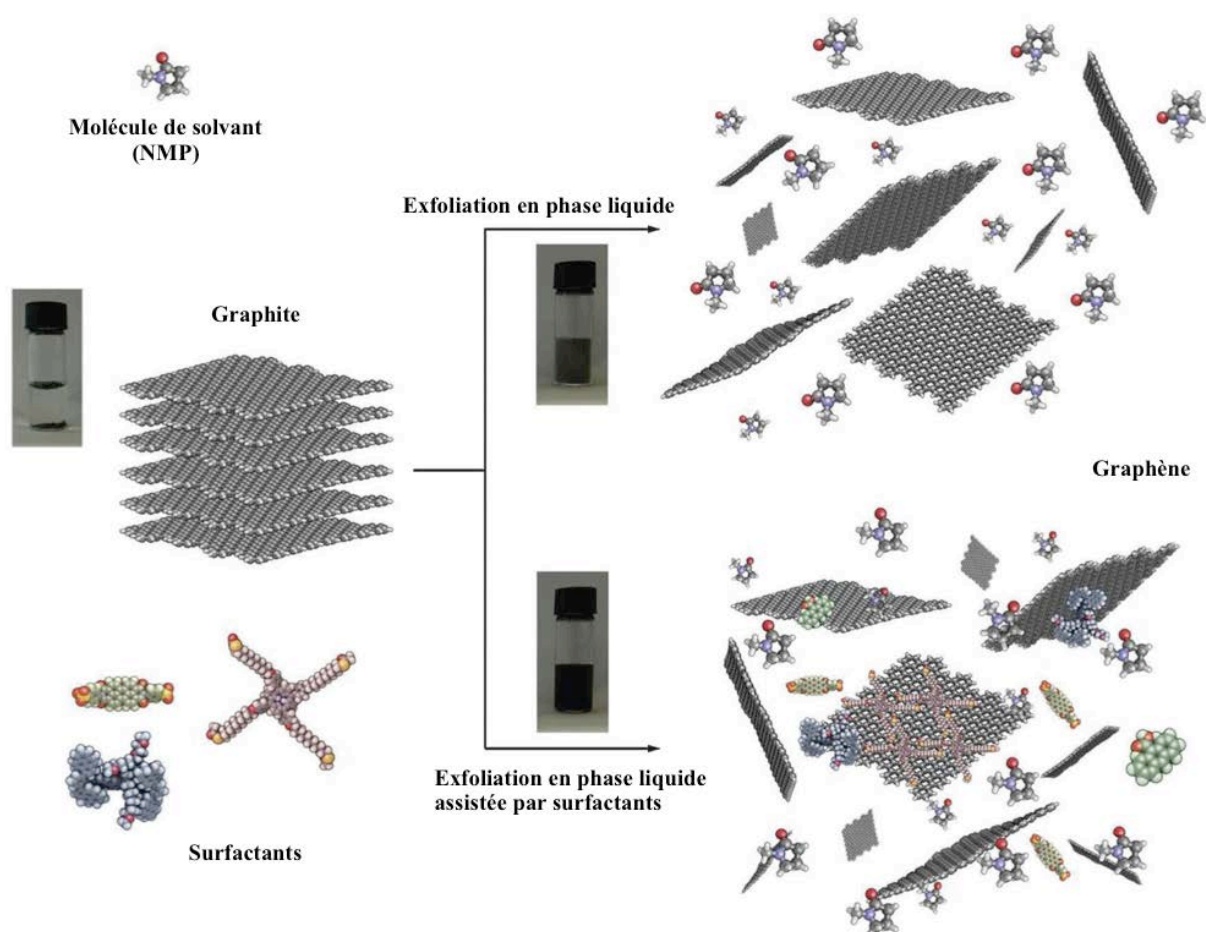 Molécule de solvant
(NMP)
Exfoliation en phase liquide
Graphite
Graphène
Exfoliation en phase liquide
assistée par surfactants
Surfactants